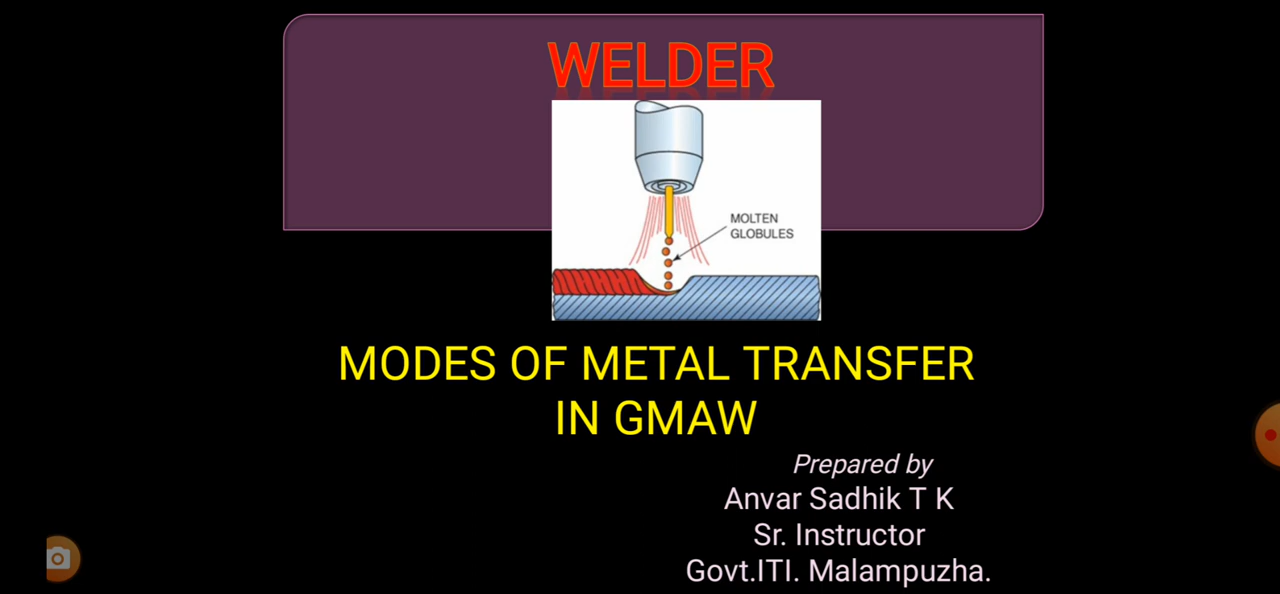 WELDER
MOLTEN
GLOBULES
MODES OF METAL TRANSFER
IN GMAW
Prepared by
Anvar Sadhik T K
Sr. Instructor
Govt.ITI. Malampuzha.